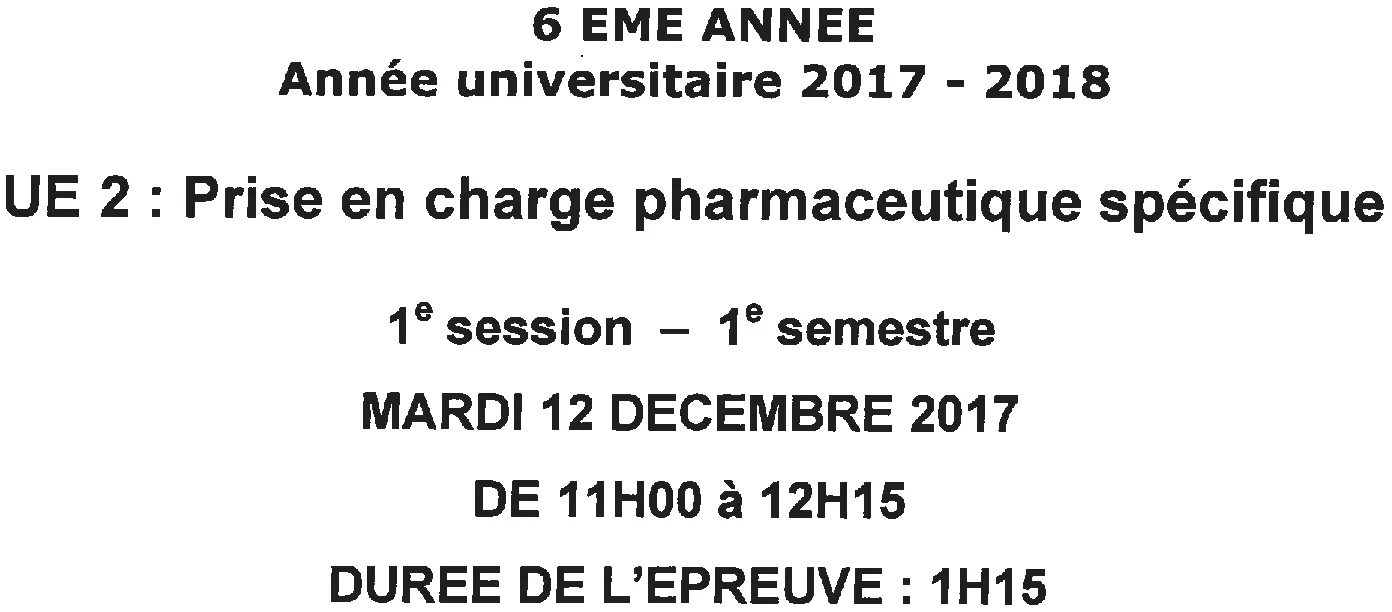 6 EME ANNEE
Année universitaire 2017 - 2018
UE 2 : Prise en charge pharmaceutique spécifique
1e session – 1e semestre
MARDI 12 DECEMBRE 2017
DE 11H00 à 12H15
DUREE DE L'EPREUVE : 1H15